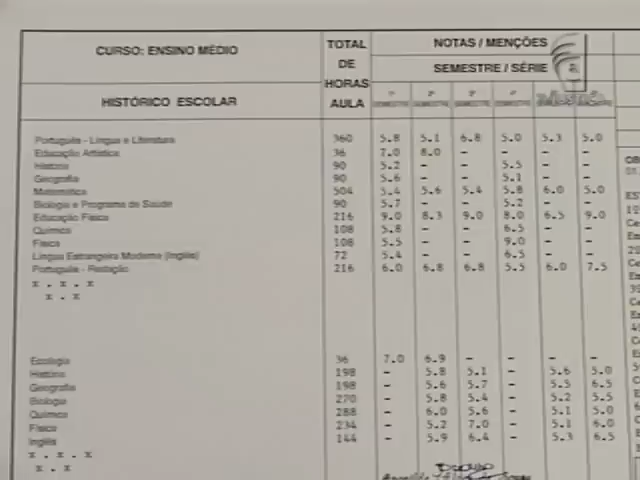 CURSO: ENSINO MÉDIO
HISTÓRICO ESCOLAR
TOTAL DE HORAS AULA
NOTAS / MENÇÕES
SEMESTRE / SÉRIE
Português - Língua e Literatura 360 5.8 5.1 6.8 5.0 5.3 5.0
Educação Artística 36 7.0 8.0 - - - -
História 90 5.2 - - 5.5 - -
Geografia 90 5.6 - - 5.1 - -
Matemática 504 5.4 5.6 5.4 5.8 6.0 5.0
Biologia e Programa de Saúde 90 5.7 - - 5.2 - -
Educação Física 216 9.0 8.3 9.0 8.0 6.5 9.0
Química 108 5.8 - - 6.5 - -
Física 108 5.5 - - 9.0 - -
Língua Estrangeira Moderna (Inglês) 72 5.4 - - 6.5 - -
Português - Redação 216 6.0 6.8 6.8 5.5 6.0 7.5
x . x . x
x . x
Ecologia 36 7.0 6.9 - - - -
História 198 - 5.8 5.1 - 5.6 5.0
Geografia 198 - 5.6 5.7 - 5.5 6.5
Biologia 270 - 5.8 5.4 - 5.2 5.5
Química 288 - 6.0 5.6 - 5.1 5.0
Física 234 - 5.2 7.0 - 5.1 6.0
Inglês 144 - 5.9 6.4 - 5.3 6.5
x . x . x
x . x